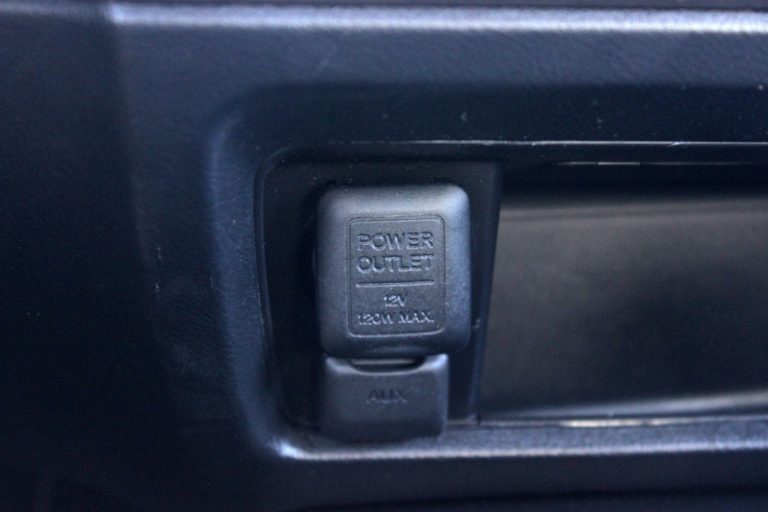 POWER
OUTLET
12V
120W MAX.
AUX